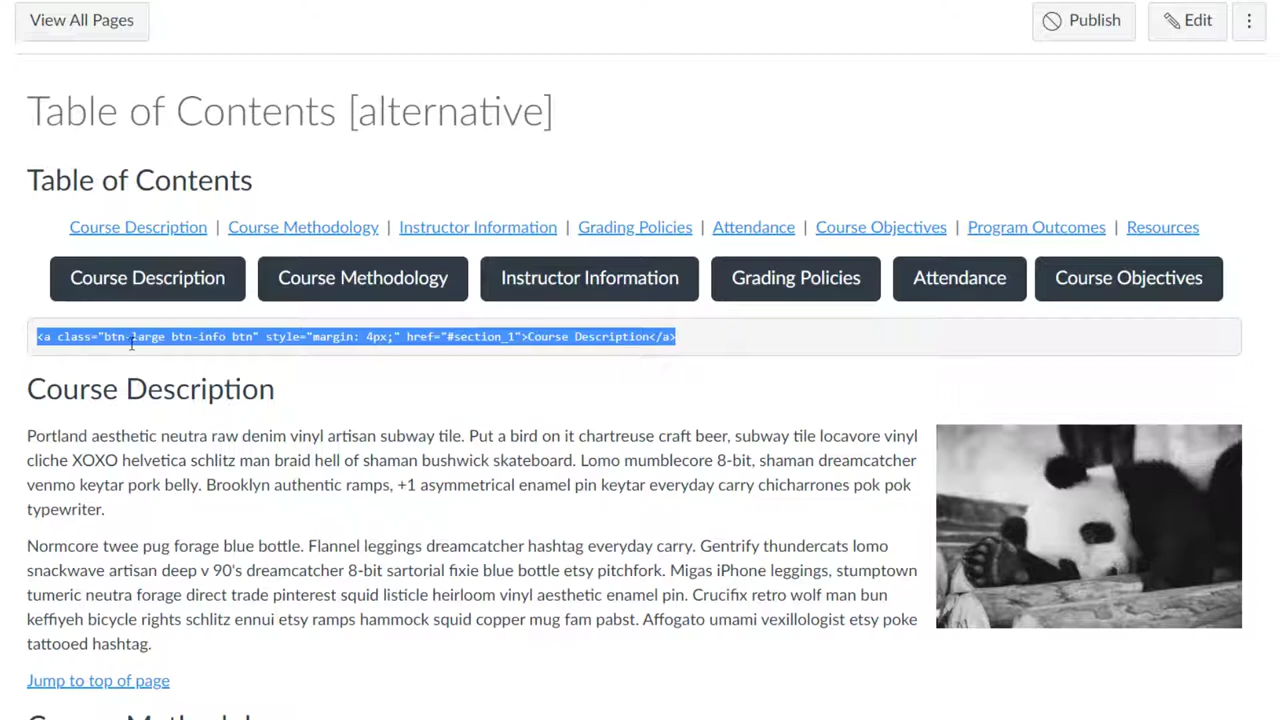 View All Pages
Publish
Edit
Table of Contents [alternative]
Table of Contents
Course Description | Course Methodology | Instructor Information | Grading Policies | Attendance | Course Objectives | Program Outcomes | Resources
Course Description Course Methodology Instructor Information Grading Policies Attendance Course Objectives
<a class="btn-large btn-info btn" style="margin: 4px;" href="#section_1">Course Description</a>
Course Description
Portland aesthetic neutra raw denim vinyl artisan subway tile. Put a bird on it chartreuse craft beer, subway tile locavore vinyl
cliche XOXO helvetica schlitz man braid hell of shaman bushwick skateboard. Lomo mumblecore 8-bit, shaman dreamcatcher
venmo keytar pork belly. Brooklyn authentic ramps, +1 asymmetrical enamel pin keytar everyday carry chicharrones pok pok
typewriter.
Normcore twee pug forage blue bottle. Flannel leggings dreamcatcher hashtag everyday carry. Gentrify thundercats lomo
snackwave artisan deep v 90's dreamcatcher 8-bit sartorial fixie blue bottle etsy pitchfork. Migas iPhone leggings, stumptown
tumeric neutra forage direct trade pinterest squid listicle heirloom vinyl aesthetic enamel pin. Crucifix retro wolf man bun
keffiyeh bicycle rights schlitz ennui etsy ramps hammock squid copper mug fam pabst. Affogato umami vexillologist etsy poke
tattooed hashtag.
Jump to top of page